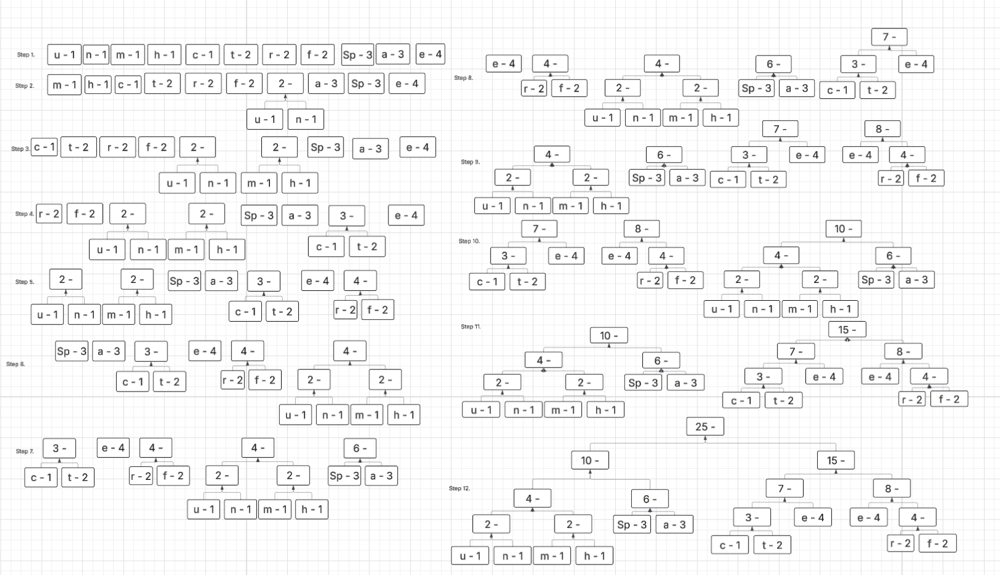 Step 1. u - 1 n - 1 m - 1 h - 1 c - 1 t - 2 r - 2 f - 2 Sp - 3 a - 3 e - 4
Step 2. m - 1 h - 1 c - 1 t - 2 r - 2 f - 2 2 - a - 3 Sp - 3 e - 4
u - 1 n - 1
Step 3. c - 1 t - 2 r - 2 f - 2 2 - 2 - Sp - 3 a - 3 e - 4
u - 1 n - 1 m - 1 h - 1
Step 4. r - 2 f - 2 2 - 2 - Sp - 3 a - 3 3 - e - 4
u - 1 n - 1 m - 1 h - 1 c - 1 t - 2
Step 5. 2 - 2 - Sp - 3 a - 3 3 - e - 4 4 -
u - 1 n - 1 m - 1 h - 1 c - 1 t - 2 r - 2 f - 2
Step 6. Sp - 3 a - 3 3 - e - 4 4 - 4 -
c - 1 t - 2 r - 2 f - 2 2 - 2 -
u - 1 n - 1 m - 1 h - 1
Step 7. 3 - e - 4 4 - 4 - 6 -
c - 1 t - 2 r - 2 f - 2 2 - 2 - Sp - 3 a - 3
u - 1 n - 1 m - 1 h - 1
7 -
Step 8. e - 4 4 - 4 - 6 - 3 - e - 4
r - 2 f - 2 2 - 2 - Sp - 3 a - 3 c - 1 t - 2
u - 1 n - 1 m - 1 h - 1
7 - 8 -
Step 9. 4 - 6 - 3 - e - 4 e - 4 4 -
2 - 2 - Sp - 3 a - 3 c - 1 t - 2 r - 2 f - 2
u - 1 n - 1 m - 1 h - 1
Step 10. 7 - 8 - 10 -
3 - e - 4 e - 4 4 - 4 - 6 -
c - 1 t - 2 r - 2 f - 2 2 - 2 - Sp - 3 a - 3
u - 1 n - 1 m - 1 h - 1
Step 11. 10 - 15 -
4 - 6 - 7 - 8 -
2 - 2 - Sp - 3 a - 3 3 - e - 4 e - 4 4 -
u - 1 n - 1 m - 1 h - 1 c - 1 t - 2 r - 2 f - 2
25 -
10 - 15 -
Step 12. 4 - 6 - 7 - 8 -
2 - 2 - Sp - 3 a - 3 3 - e - 4 e - 4 4 -
u - 1 n - 1 m - 1 h - 1 c - 1 t - 2 r - 2 f - 2